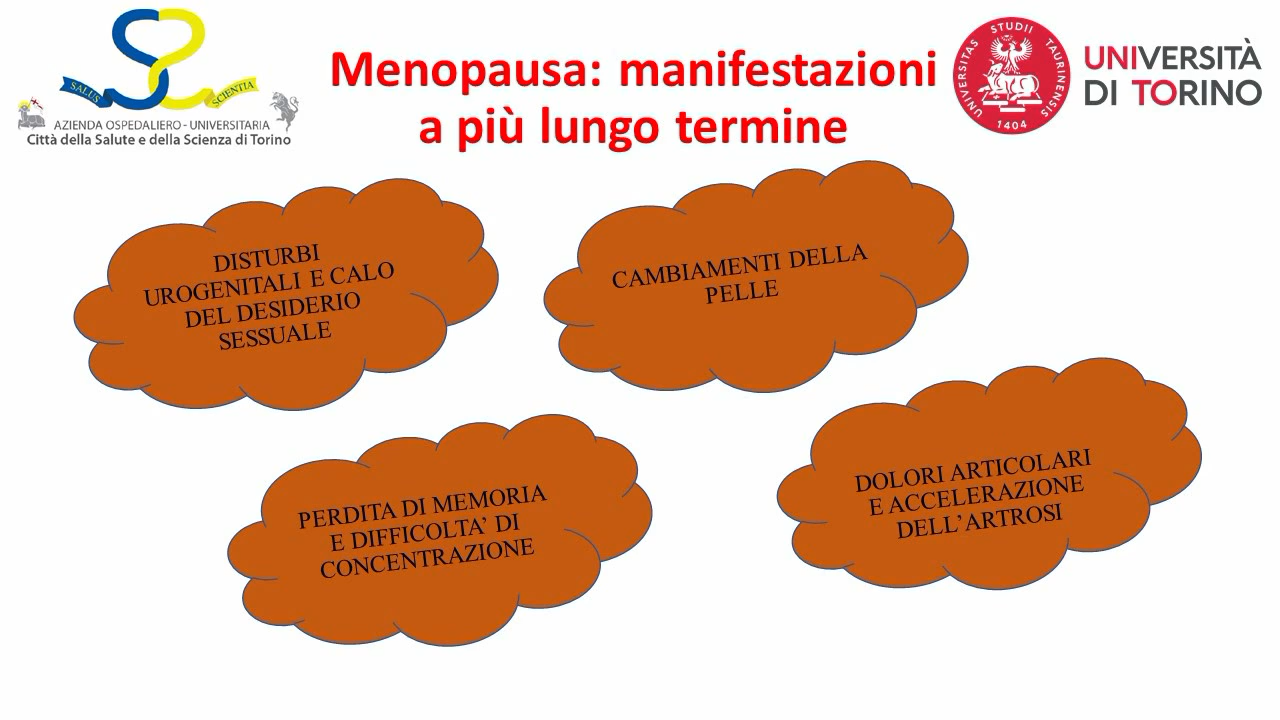 SALUS
SCIENTIA
AZIENDA OSPEDALIERO - UNIVERSITARIA
Città della Salute e della Scienza di Torino
Menopausa: manifestazioni
a più lungo termine
UNIVERSITAS STUDII TAURINENSIS
1404
UNIVERSITÀ
DI TORINO
DISTURBI
UROGENITALI E CALO
DEL DESIDERIO
SESSUALE
CAMBIAMENTI DELLA
PELLE
PERDITA DI MEMORIA
E DIFFICOLTA’ DI
CONCENTRAZIONE
DOLORI ARTICOLARI
E ACCELERAZIONE
DELL’ARTROSI